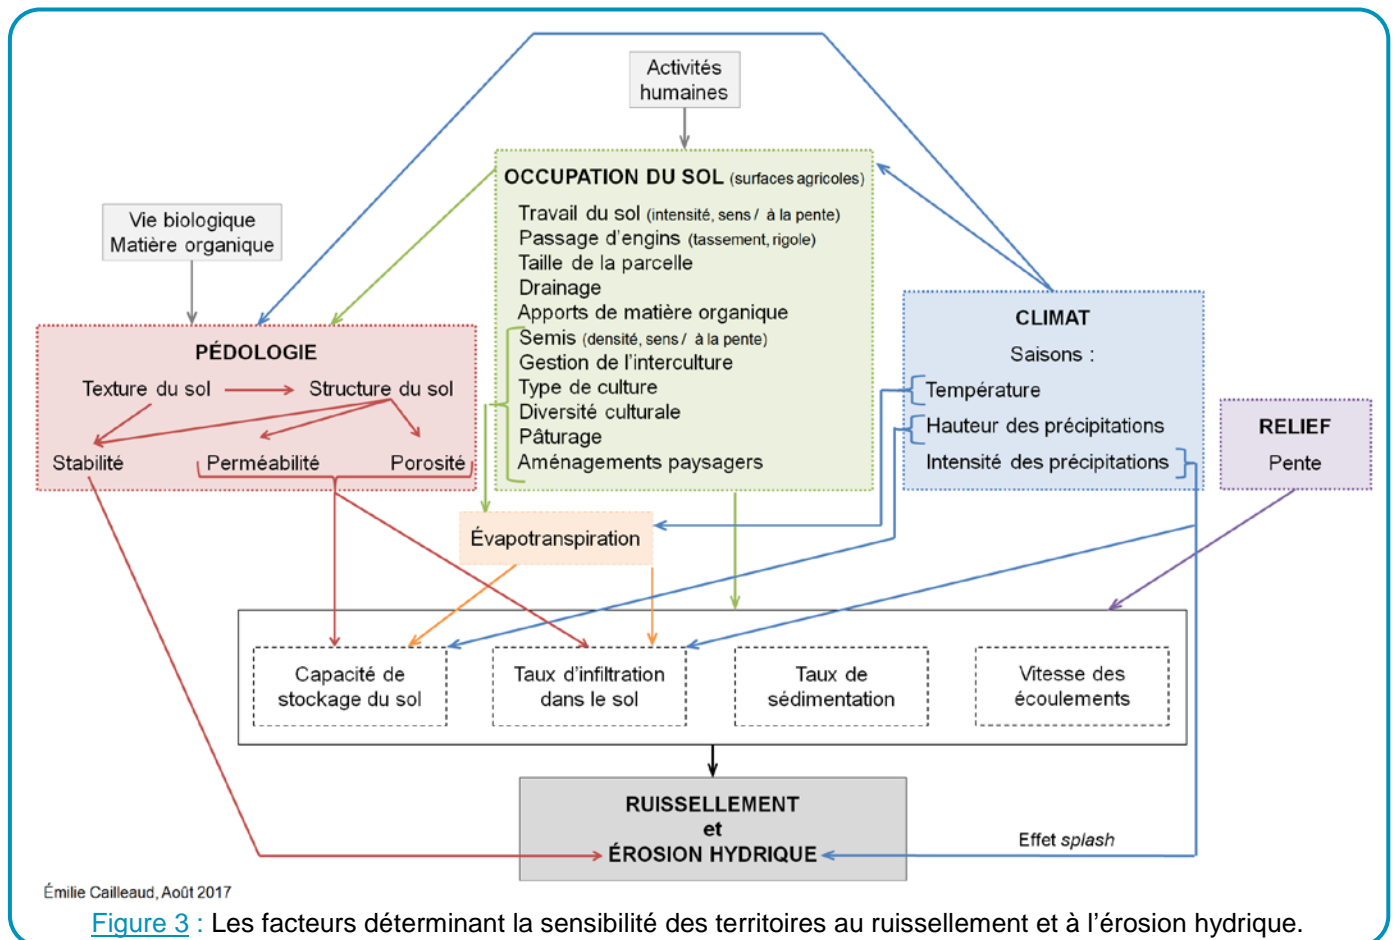 Activités
humaines
OCCUPATION DU SOL (surfaces agricoles)
Travail du sol (intensité, sens / à la pente)
Passage d'engins (tassement, rigole)
Taille de la parcelle
Drainage
Apports de matière organique
Semis (densité, sens / à la pente)
Gestion de l'interculture
Type de culture
Diversité culturale
Pâturage
Aménagements paysagers
Vie biologique
Matière organique
PÉDOLOGIE
Texture du sol
Structure du sol
Stabilité
Perméabilité
Porosité
CLIMAT
Saisons :
Température
Hauteur des précipitations
Intensité des précipitations
RELIEF
Pente
Évapotranspiration
Capacité de
stockage du sol
Taux d'infiltration
dans le sol
Taux de
sédimentation
Vitesse des
écoulements
RUISSELLEMENT
et
ÉROSION HYDRIQUE
Effet splash
Émilie Cailleaud, Août 2017
Figure 3 : Les facteurs déterminant la sensibilité des territoires au ruissellement et à l'érosion hydrique.